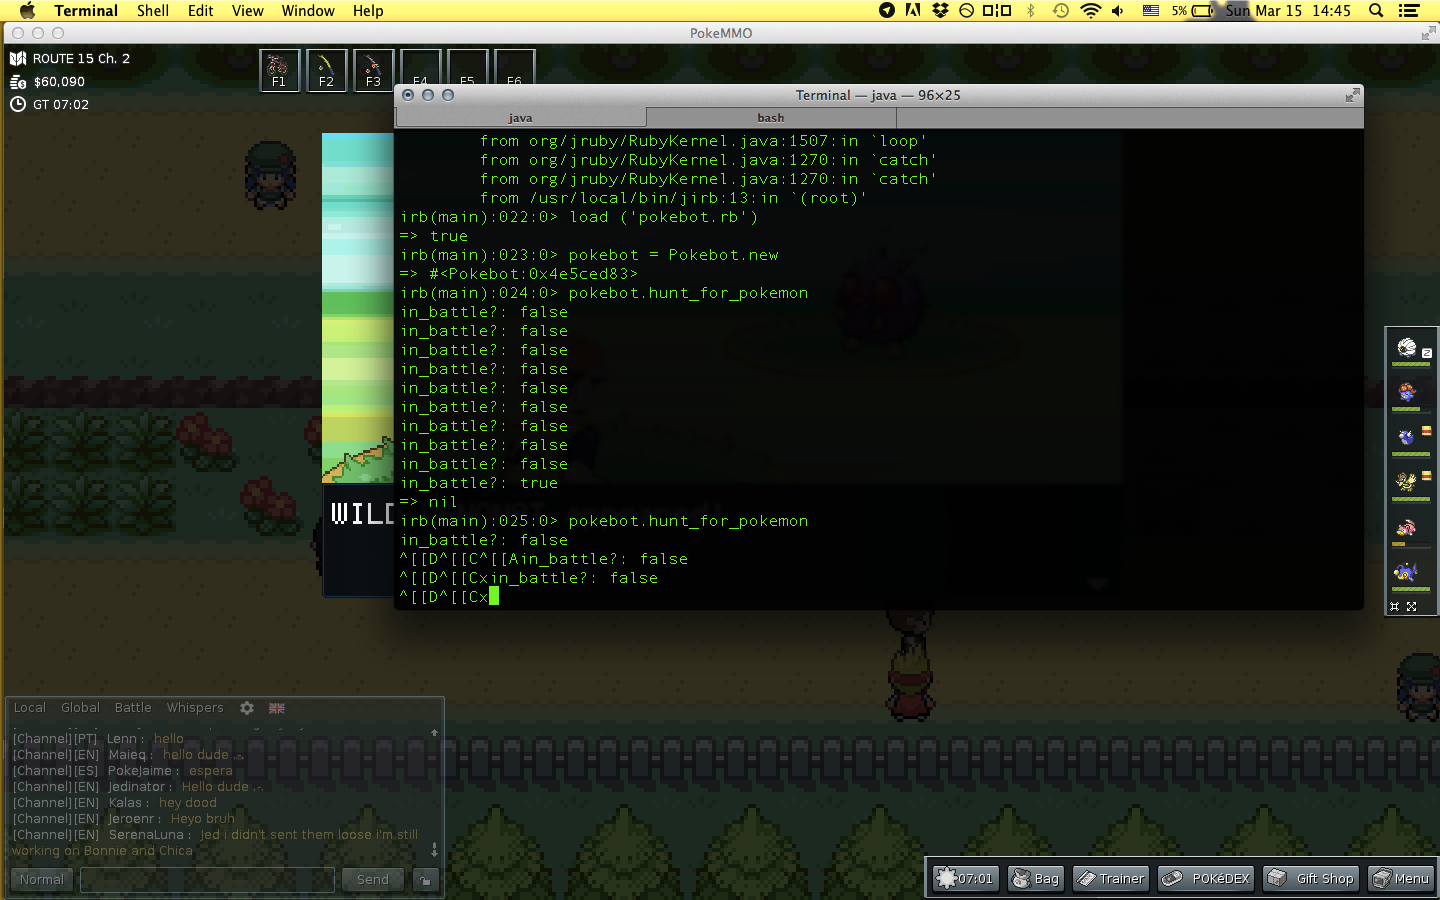 Terminal Shell Edit View Window Help
5% Sun Mar 15 14:45
PokeMMO
ROUTE 15 Ch. 2
$60,090
GT 07:02
F1 F2 F3 F4 F5 F6
Terminal — java — 96×25
java bash
from org/jruby/RubyKernel.java:1507:in `loop'
from org/jruby/RubyKernel.java:1270:in `catch'
from org/jruby/RubyKernel.java:1270:in `catch'
from /usr/local/bin/jirb:13:in `(root)'
irb(main):022:0> load ('pokebot.rb')
=> true
irb(main):023:0> pokebot = Pokebot.new
=> #<Pokebot:0x4e5ced83>
irb(main):024:0> pokebot.hunt_for_pokemon
in_battle?: false
in_battle?: false
in_battle?: false
in_battle?: false
in_battle?: false
in_battle?: false
in_battle?: false
in_battle?: false
in_battle?: false
in_battle?: true
=> nil
irb(main):025:0> pokebot.hunt_for_pokemon
in_battle?: false
^[[D^[[C^[[Ain_battle?: false
^[[D^[[Cxin_battle?: false
^[[D^[[Cx
WILD
Local Global Battle Whispers
[Channel][PT] Lenn : hello
[Channel][EN] Maieq : hello dude .-.
[Channel][ES] PokeJaime : espera
[Channel][EN] Jedinator : Hello dude .-.
[Channel][EN] Kalas : hey dood
[Channel][EN] Jeroenr : Heyo bruh
[Channel][EN] SerenaLuna : Jed i didn't sent them loose i'm still
working on Bonnie and Chica
Normal Send
07:01 Bag Trainer POKéDEX Gift Shop Menu